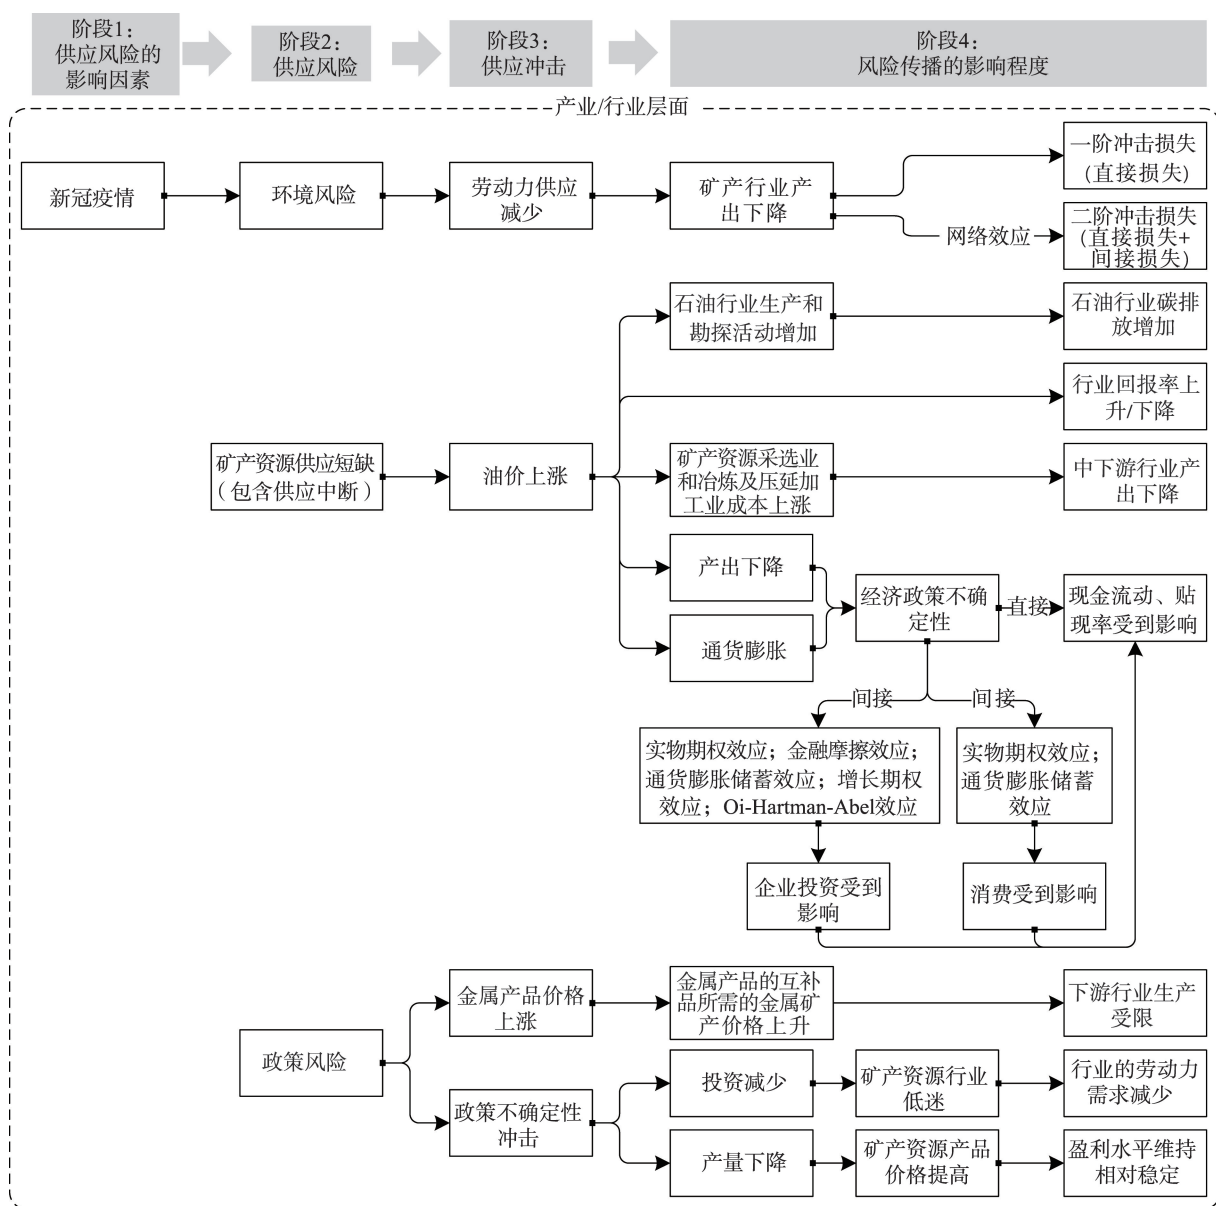 阶段1：
供应风险的
影响因素
阶段2：
供应风险
阶段3：
供应冲击
阶段4：
风险传播的影响程度
产业/行业层面
新冠疫情
环境风险
劳动力供应
减少
矿产行业产
出下降
一阶冲击损失
(直接损失)
网络效应
二阶冲击损失
(直接损失+
间接损失)
石油行业生产和
勘探活动增加
石油行业碳排
放增加
行业回报率上
升/下降
矿产资源供应短缺
（包含供应中断）
油价上涨
矿产资源采选业
和冶炼及压延加
工业成本上涨
中下游行业产
出下降
产出下降
通货膨胀
经济政策不确
定性
直接
现金流动、贴
现率受到影响
间接
间接
实物期权效应；金融摩擦效应；
通货膨胀储蓄效应；增长期权
效应；Oi-Hartman-Abel效应
实物期权效应；
通货膨胀储蓄
效应
企业投资受到
影响
消费受到影响
政策风险
金属产品价格
上涨
金属产品的互补
品所需的金属矿
产价格上升
下游行业生产
受限
政策不确定性
冲击
投资减少
矿产资源行业
低迷
行业的劳动力
需求减少
产量下降
矿产资源产品
价格提高
盈利水平维持
相对稳定